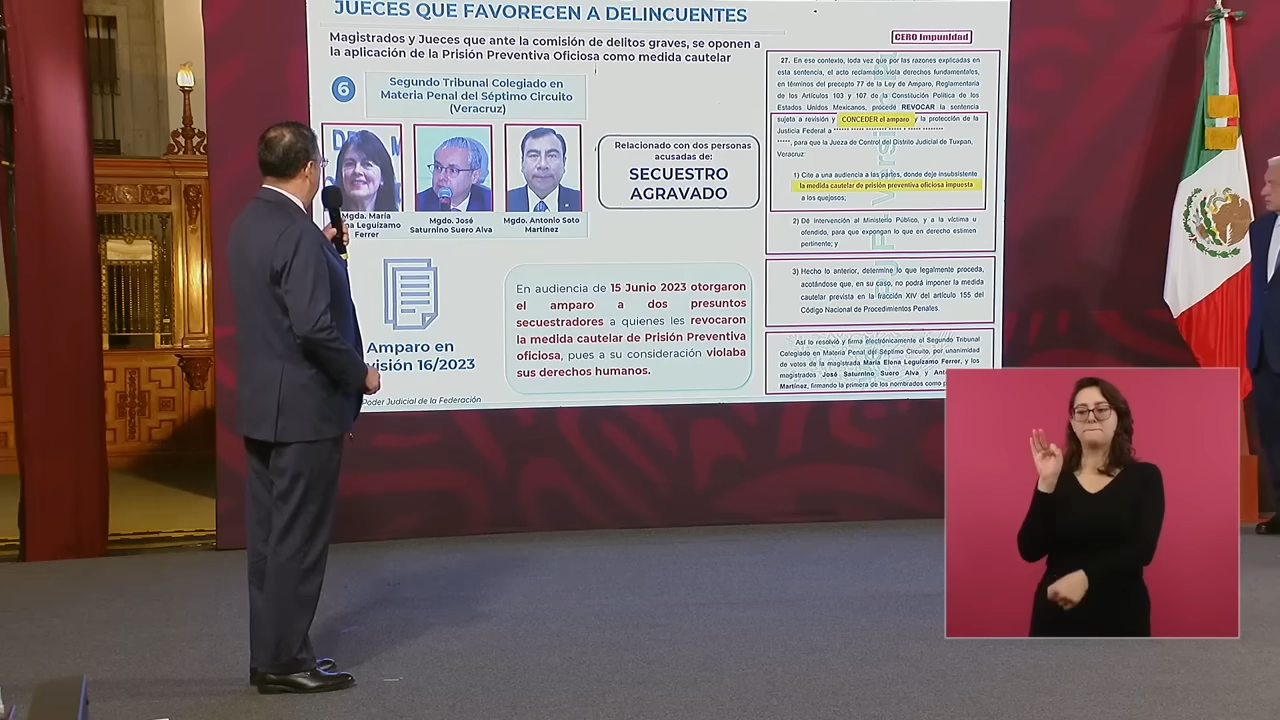 JUECES QUE FAVORECEN A DELINCUENTES
Magistrados y Jueces que ante la comisión de delitos graves, se oponen a
la aplicación de la Prisión Preventiva Oficiosa como medida cautelar
6
Segundo Tribunal Colegiado en
Materia Penal del Séptimo Circuito
(Veracruz)
Mgda. María
na Leguízamo
Ferrer
Mgdo. José
Saturnino Suero Alva
Mgdo. Antonio Soto
Martínez
Relacionado con dos personas
acusadas de:
SECUESTRO
AGRAVADO
Amparo en
visión 16/2023
En audiencia de 15 Junio 2023 otorgaron
el amparo a dos presuntos
secuestradores a quienes les revocaron
la medida cautelar de Prisión Preventiva
oficiosa, pues a su consideración violaba
sus derechos humanos.
Poder Judicial de la Federación
CERO Impunidad
27. En ese contexto, toda vez que por las razones explicadas
en esta sentencia, el acto reclamado viola derechos fundamentales,
en términos del precepto 77 de la Ley de Amparo, Reglamentaria
de los Artículos 103 y 107 de la Constitución Política de los
Estados Unidos Mexicanos, procede REVOCAR la sentencia
sujeta a revisión y CONCEDER el amparo y la protección de la
Justicia Federal a ****** ******** ******** ******* ********
*****, para que la Jueza de Control del Distrito Judicial de Tuxpan,
Veracruz:
1) Cite a una audiencia a las partes, donde deje insubsistente
la medida cautelar de prisión preventiva oficiosa impuesta
a los quejosos;
2) Dé intervención al Ministerio Público, y a la víctima u
ofendido, para que expongan lo que en derecho estimen
pertinente; y
3) Hecho lo anterior, determine lo que legalmente proceda,
acotándose que, en su caso, no podrá imponer la medida
cautelar prevista en la fracción XIV del artículo 155 del
Código Nacional de Procedimientos Penales.
Así lo resolvió y firma electrónicamente el Segundo Tribunal
Colegiado en Materia Penal del Séptimo Circuito, por unanimidad
de votos de la magistrada María Elena Leguízamo Ferrer, y los
magistrados José Saturnino Suero Alva y Ant
Martínez, firmando la primera de los nombrados como p